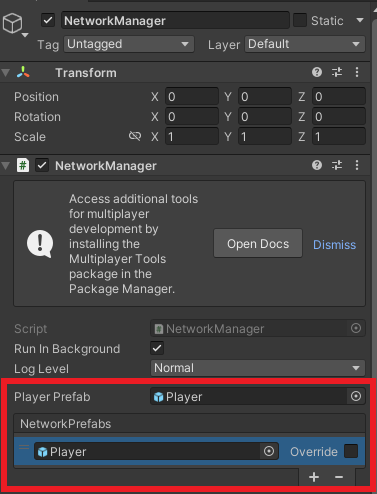 NetworkManager Static
Tag Untagged Layer Default
Transform
Position X 0 Y 0 Z 0
Rotation X 0 Y 0 Z 0
Scale X 1 Y 1 Z 1
# NetworkManager
Access additional tools
for multiplayer
development by
installing the
Multiplayer Tools
package in the
Package Manager.
Open Docs Dismiss
Script # NetworkManager
Run In Background
Log Level Normal
Player Prefab Player
NetworkPrefabs
= Player Override
+ −